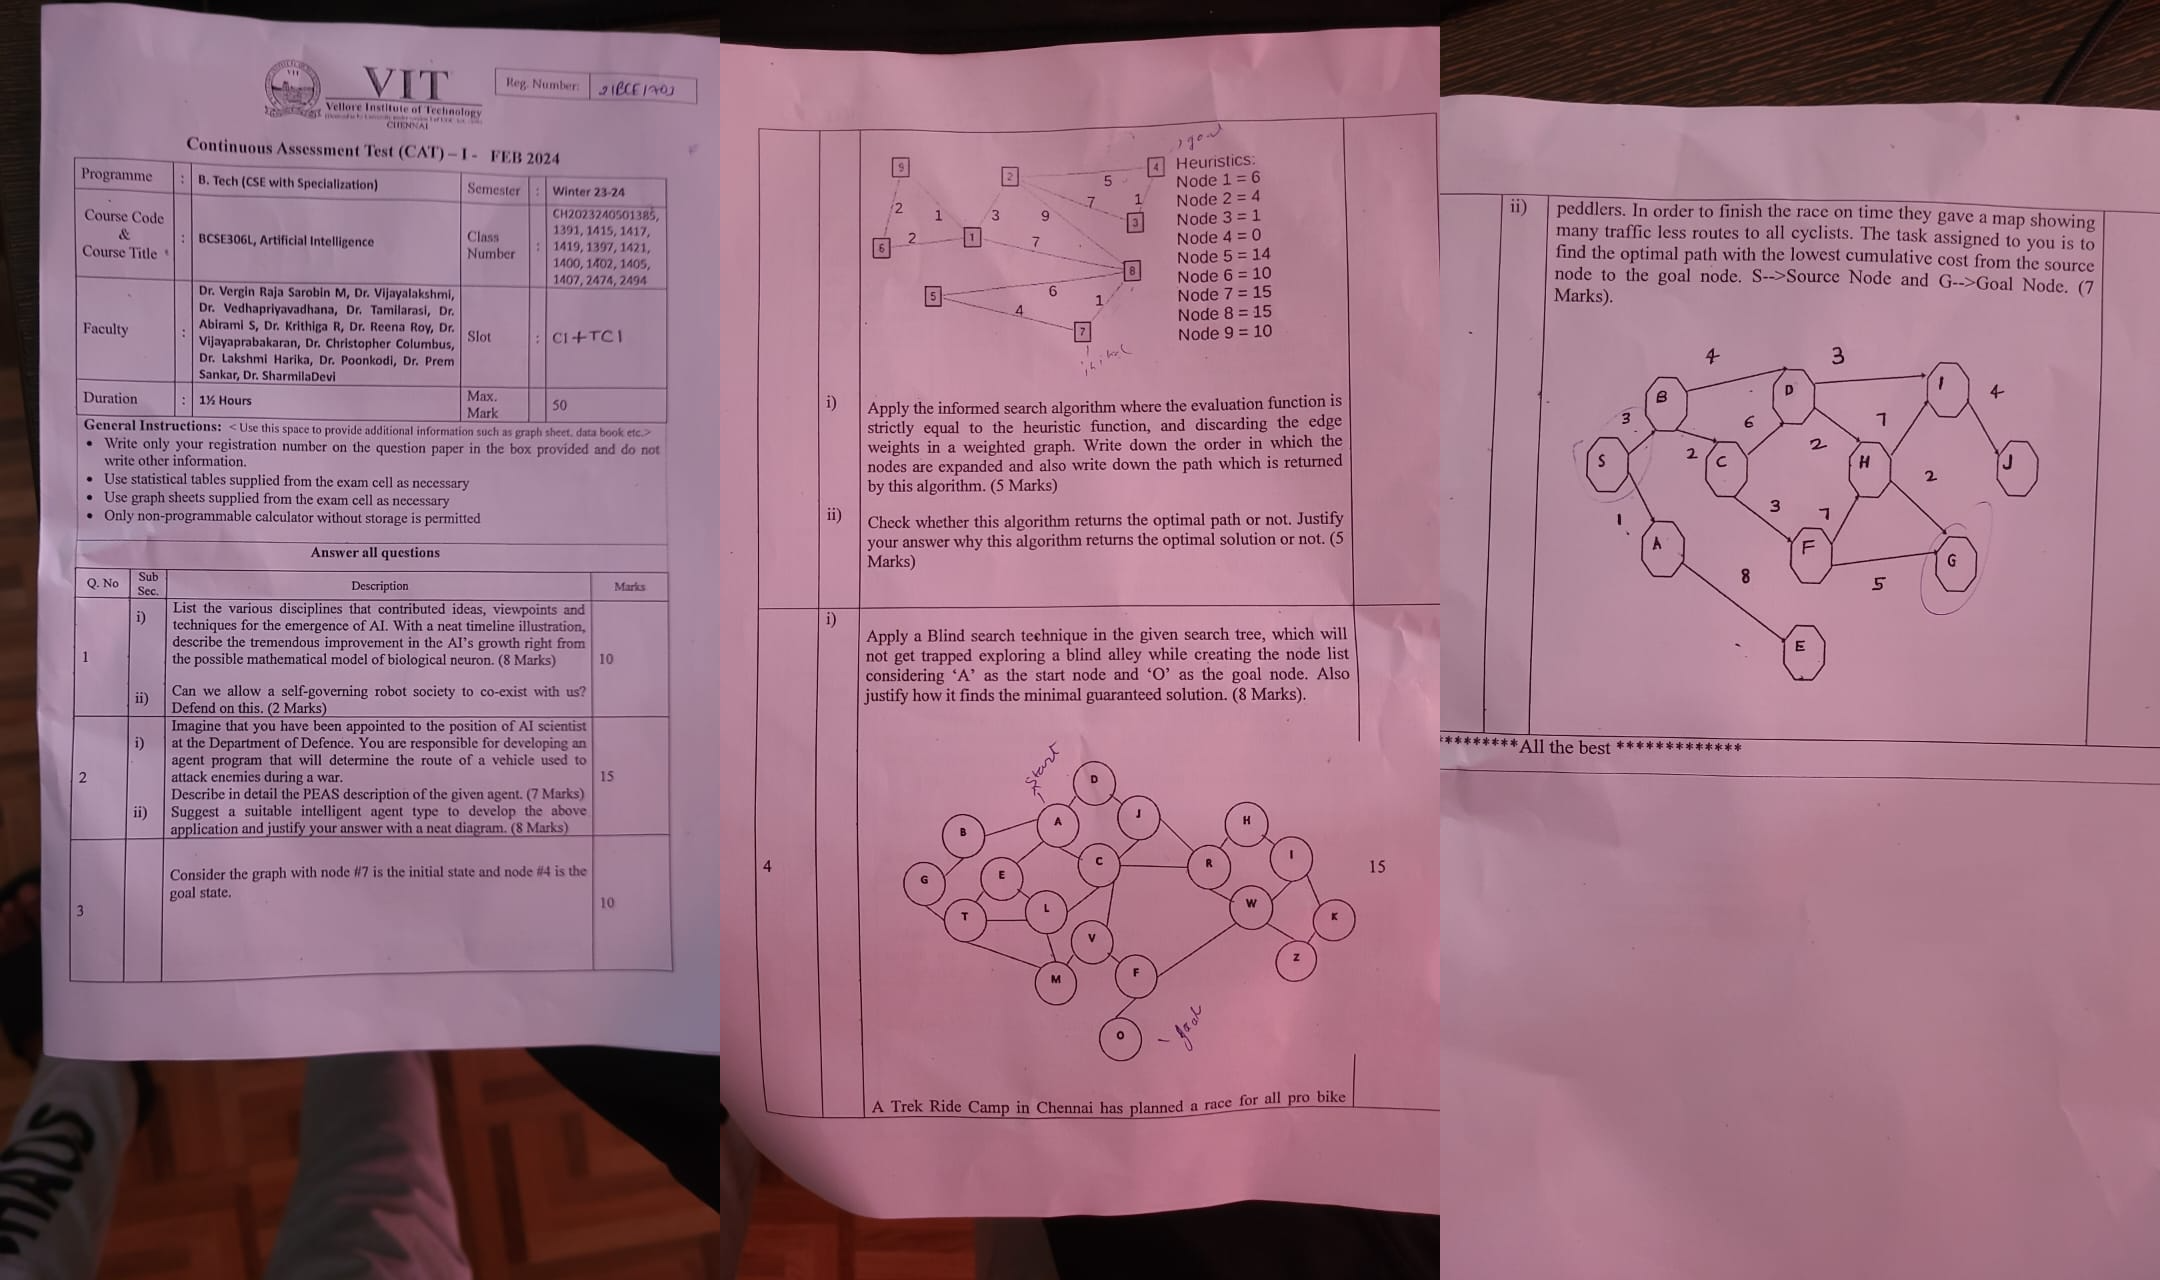 VIT
Vellore Institute of Technology
CHENNAI
Reg. Number:
Continuous Assessment Test (CAT) – I - FEB 2024
Programme : B. Tech (CSE with Specialization) Semester : Winter 23-24
Course Code & Course Title : BCSE306L, Artificial Intelligence Class Number : CH2023240501385,
1391, 1415, 1417,
1419, 1397, 1421,
1400, 1402, 1405,
1407, 2474, 2494
Faculty : Dr. Vergin Raja Sarobin M, Dr. Vijayalakshmi,
Dr. Vedhapriyavadhana, Dr. Tamilarasi, Dr.
Abirami S, Dr. Krithiga R, Dr. Reena Roy, Dr.
Vijayaprabakaran, Dr. Christopher Columbus,
Dr. Lakshmi Harika, Dr. Poonkodi, Dr. Prem
Sankar, Dr. SharmilaDevi
Slot : C1+TC1
Duration : 1½ Hours Max. Mark 50
General Instructions: < Use this space to provide additional information such as graph sheet, data book etc.>
• Write only your registration number on the question paper in the box provided and do not
write other information.
• Use statistical tables supplied from the exam cell as necessary
• Use graph sheets supplied from the exam cell as necessary
• Only non-programmable calculator without storage is permitted
Answer all questions
Q. No Sub Sec. Description Marks
1 i) List the various disciplines that contributed ideas, viewpoints and
techniques for the emergence of AI. With a neat timeline illustration,
describe the tremendous improvement in the AI's growth right from
the possible mathematical model of biological neuron. (8 Marks) 10
ii) Can we allow a self-governing robot society to co-exist with us?
Defend on this. (2 Marks)
2 i) Imagine that you have been appointed to the position of AI scientist
at the Department of Defence. You are responsible for developing an
agent program that will determine the route of a vehicle used to
attack enemies during a war. 15
Describe in detail the PEAS description of the given agent. (7 Marks)
ii) Suggest a suitable intelligent agent type to develop the above
application and justify your answer with a neat diagram. (8 Marks)
3 Consider the graph with node #7 is the initial state and node #4 is the
goal state. 10
goal
9 2 4
5
7 1
2 1 3 9 3
6 2 1 7
8
5 6 1
4
7
initial
Heuristics:
Node 1 = 6
Node 2 = 4
Node 3 = 1
Node 4 = 0
Node 5 = 14
Node 6 = 10
Node 7 = 15
Node 8 = 15
Node 9 = 10
i) Apply the informed search algorithm where the evaluation function is
strictly equal to the heuristic function, and discarding the edge
weights in a weighted graph. Write down the order in which the
nodes are expanded and also write down the path which is returned
by this algorithm. (5 Marks)
ii) Check whether this algorithm returns the optimal path or not. Justify
your answer why this algorithm returns the optimal solution or not. (5
Marks)
i) Apply a Blind search technique in the given search tree, which will
not get trapped exploring a blind alley while creating the node list
considering ‘A’ as the start node and ‘O’ as the goal node. Also
justify how it finds the minimal guaranteed solution. (8 Marks).
start
D
B A J H
G E C R I
T L W K
V
M F Z
O
goal
4 15
A Trek Ride Camp in Chennai has planned a race for all pro bike
ii) peddlers. In order to finish the race on time they gave a map showing
many traffic less routes to all cyclists. The task assigned to you is to
find the optimal path with the lowest cumulative cost from the source
node to the goal node. S-->Source Node and G-->Goal Node. (7
Marks).
4 3
B D I 4
3 6 7
S 2 C 2 H J
2
1 3 7
A F G
8 5
E
*********All the best *************